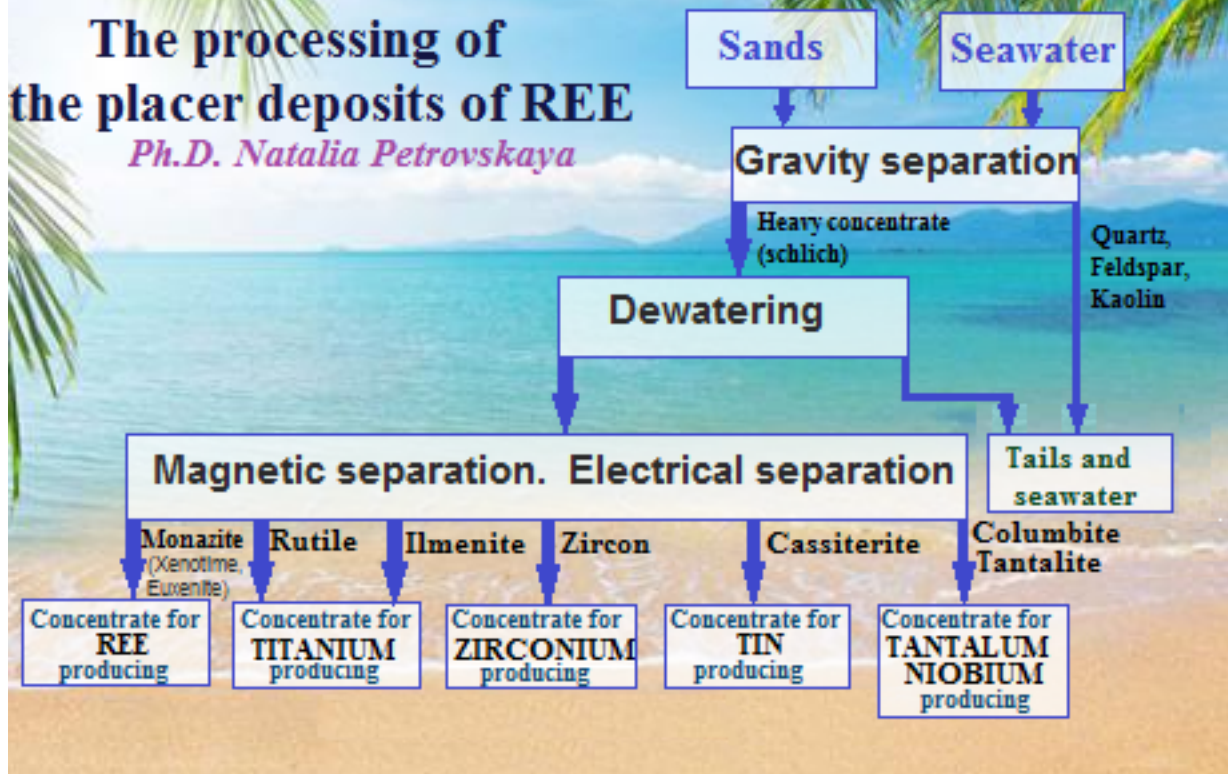 The processing of
the placer deposits of REE
Ph.D. Natalia Petrovskaya
Sands
Seawater
Gravity separation
Heavy concentrate
(schlich)
Quartz,
Feldspar,
Kaolin
Dewatering
Magnetic separation.  Electrical separation
Tails and
seawater
Monazite
(Xenotime,
Euxenite)
Rutile
Ilmenite
Zircon
Cassiterite
Columbite
Tantalite
Concentrate for
REE
producing
Concentrate for
TITANIUM
producing
Concentrate for
ZIRCONIUM
producing
Concentrate for
TIN
producing
Concentrate for
TANTALUM
NIOBIUM
producing